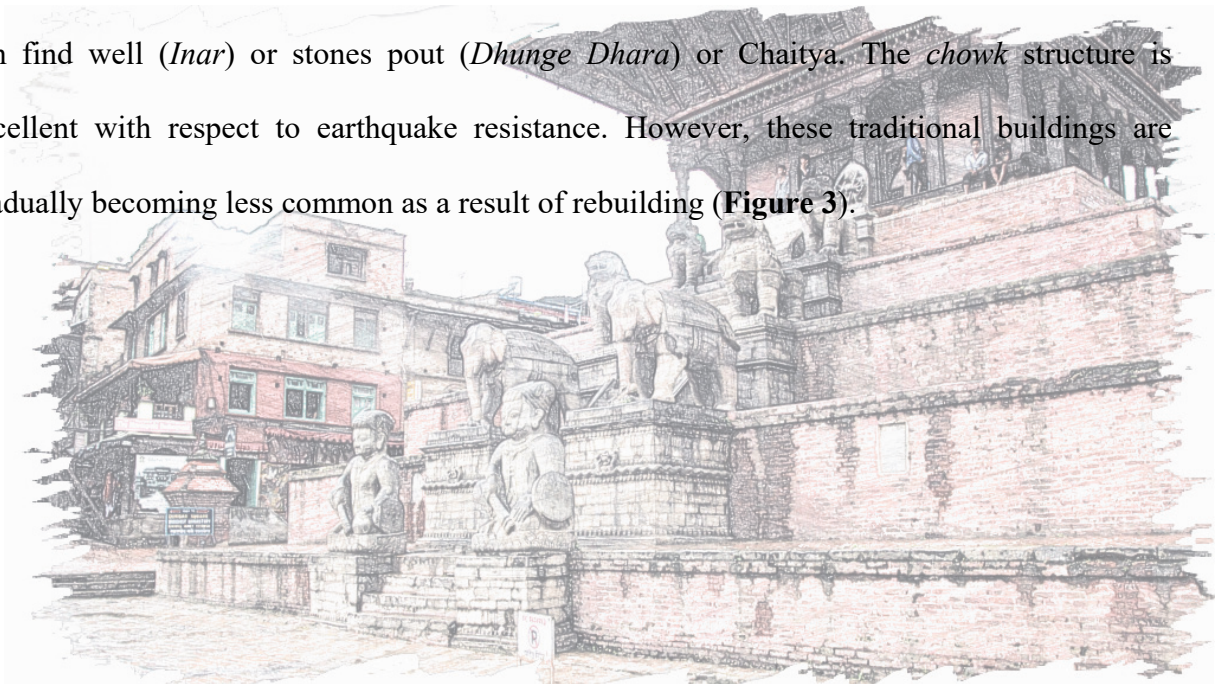 n find well (Inar) or stones pout (Dhunge Dhara) or Chaitya. The chowk structure is
cellent with respect to earthquake resistance. However, these traditional buildings are
adually becoming less common as a result of rebuilding (Figure 3).